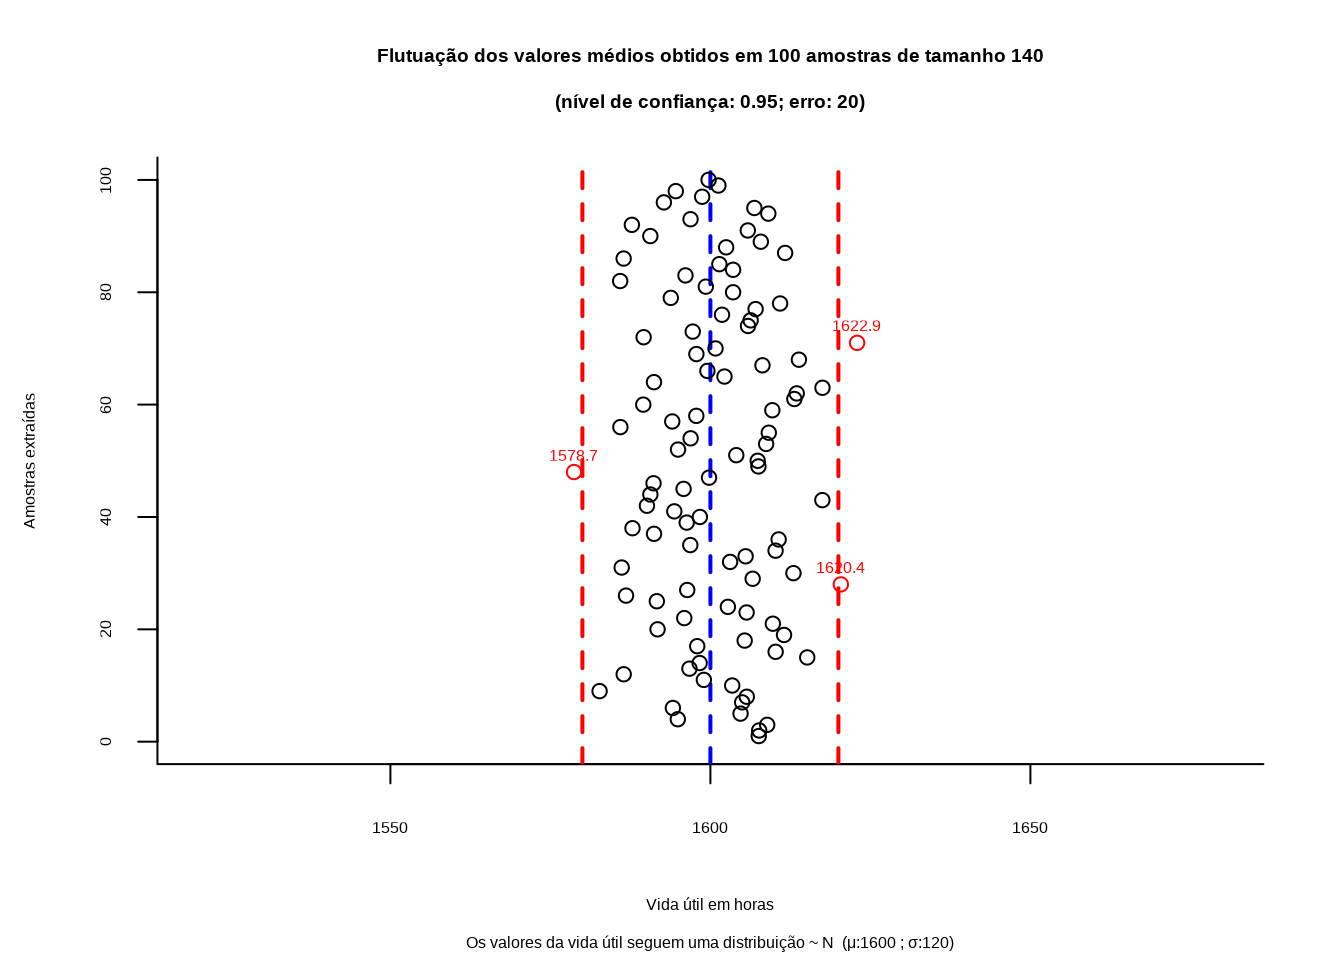 Flutuação dos valores médios obtidos em 100 amostras de tamanho 140
(nível de confiança: 0.95; erro: 20)
100
80
60
40
20
0
Amostras extraídas
1622.9
1578.7
1620.4
1550
1600
1650
Vida útil em horas
Os valores da vida útil seguem uma distribuição ~ N  (μ:1600 ; σ:120)